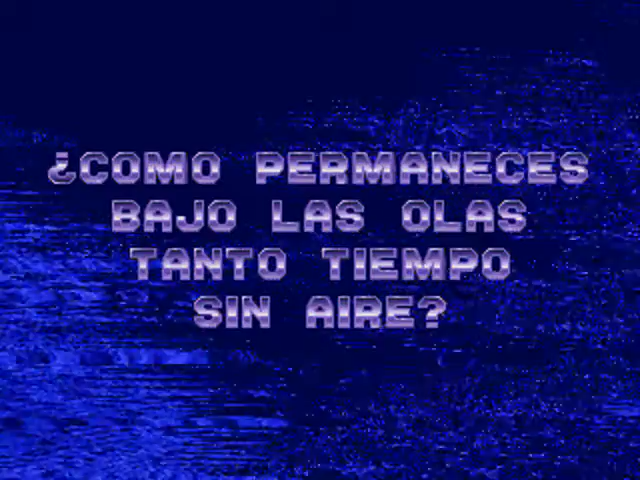 ¿COMO PERMANECES
BAJO LAS OLAS
TANTO TIEMPO
SIN AIRE?